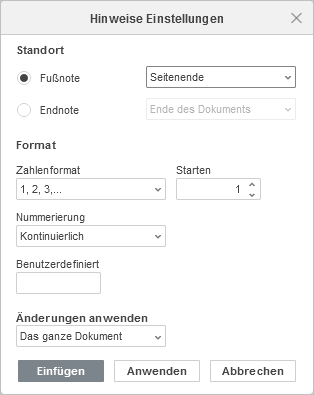 Hinweise Einstellungen
Standort
Fußnote Seitenende
Endnote Ende des Dokuments
Format
Zahlenformat Starten
1, 2, 3,... 1
Nummerierung
Kontinuierlich
Benutzerdefiniert
Änderungen anwenden
Das ganze Dokument
Einfügen Anwenden Abbrechen